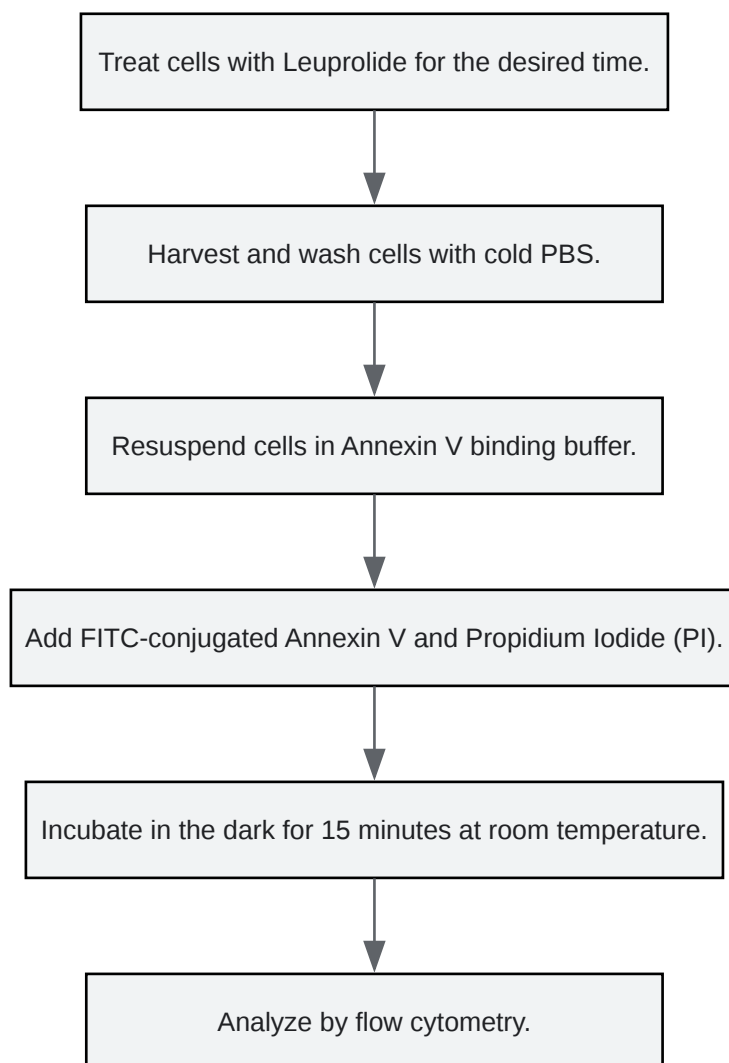 Treat cells with Leuprolide for the desired time.
Harvest and wash cells with cold PBS.
Resuspend cells in Annexin V binding buffer.
Add FITC-conjugated Annexin V and Propidium Iodide (PI).
Incubate in the dark for 15 minutes at room temperature.
Analyze by flow cytometry.